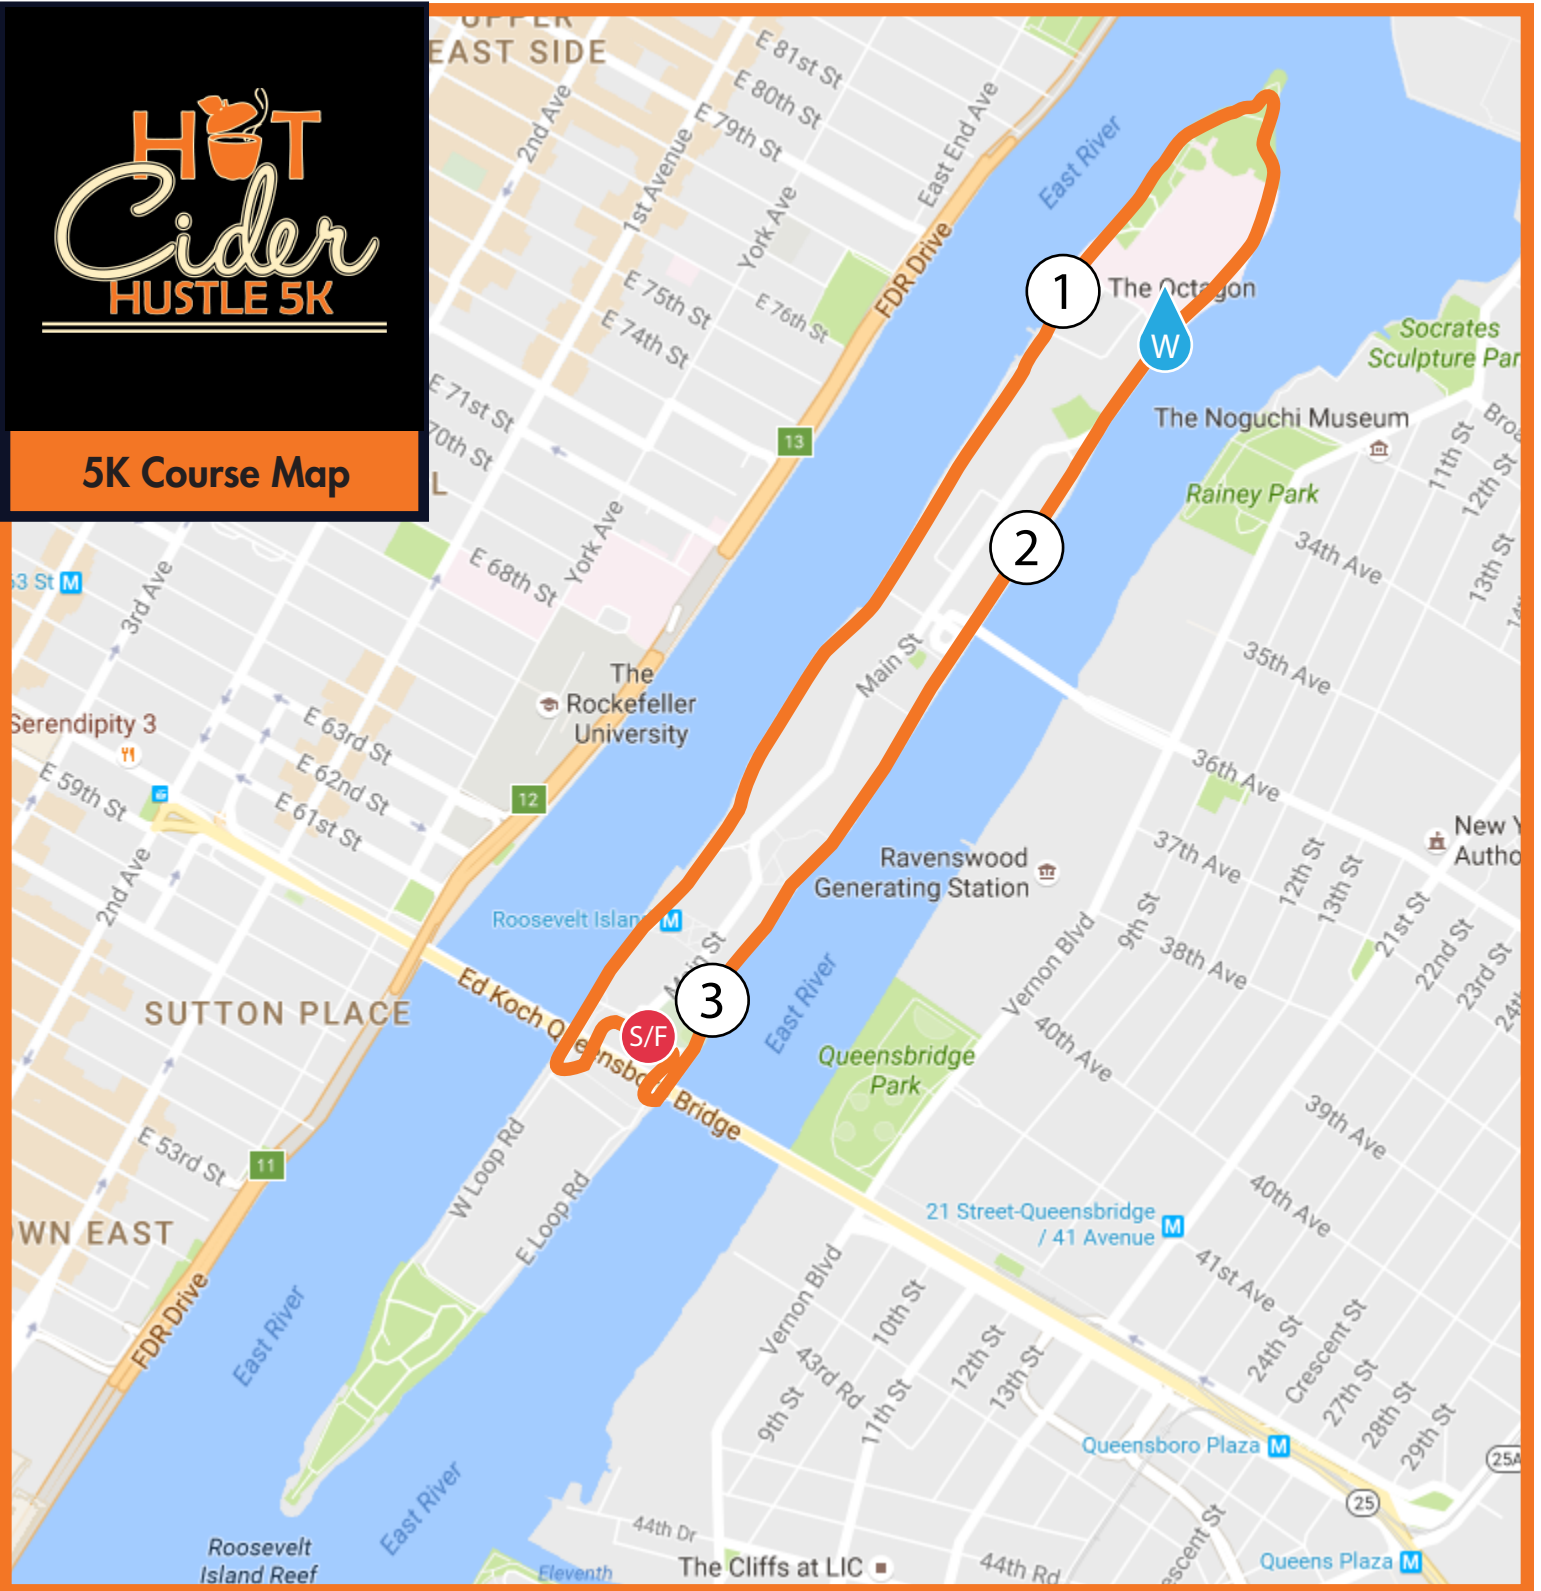 HOT
Cider
HUSTLE 5K
5K Course Map
UPPER
EAST SIDE
E 81st St
E 80th St
E 79th St
2nd Ave
1st Avenue
East End Ave
York Ave
East River
FDR Drive
E 76th St
E 75th St
E 74th St
E 71st St
70th St
L
13
1
The Octagon
W
Socrates
Sculpture Par
The Noguchi Museum
Broa
Rainey Park
11th St
12th St
13th St
14t
34th Ave
2
E 68th St
York Ave
3rd Ave
53 St M
The
Rockefeller
University
Main St
35th Ave
36th Ave
Serendipity 3
E 63rd St
E 62nd St
E 61st St
E 59th St
12
2nd Ave
Ravenswood
Generating Station
37th Ave
12th St
13th St
New Y
Autho
Roosevelt Islan M
Main St
9th St
38th Ave
21st St
22nd St
23rd St
24th
Vernon Blvd
3
S/F
SUTTON PLACE
Ed Koch Queensboro Bridge
East River
Queensbridge
Park
40th Ave
39th Ave
E 53rd St
11
W Loop Rd
E Loop Rd
OWN EAST
21 Street-Queensbridge
/ 41 Avenue M
40th Ave
41st Ave
FDR Drive
East River
Vernon Blvd
10th St
43rd Rd
9th St
11th St
12th St
13th St
24th St
Crescent St
27th St
28th St
29th St
Queensboro Plaza M
25A
25
East River
Roosevelt
Island Reef
44th Dr
Eleventh
The Cliffs at LIC
44th Rd
escent St
Queens Plaza M